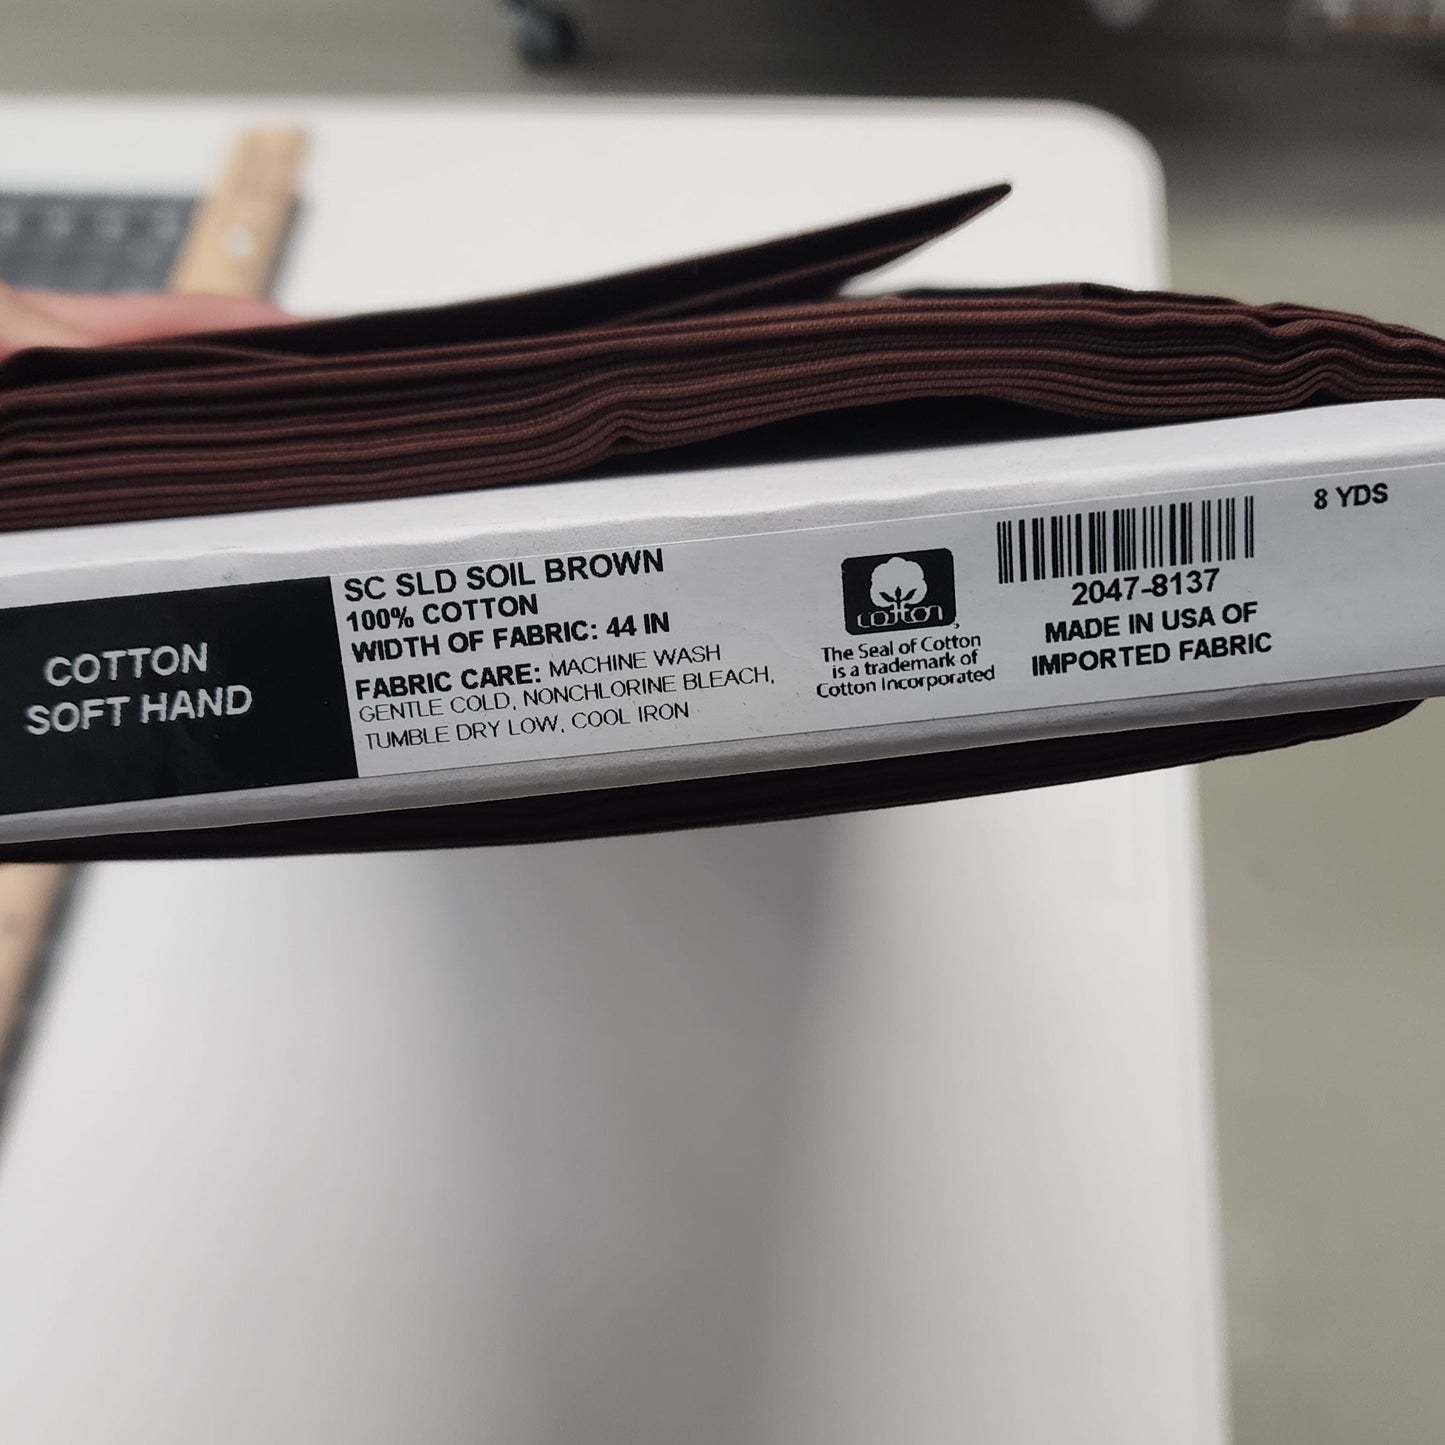 COTTON
SOFT HAND
SC SLD SOIL BROWN
100% COTTON
WIDTH OF FABRIC: 44 IN
FABRIC CARE: MACHINE WASH
GENTLE COLD, NONCHLORINE BLEACH,
TUMBLE DRY LOW, COOL IRON
cotton
The Seal of Cotton
is a trademark of
Cotton Incorporated
2047-8137
MADE IN USA OF
IMPORTED FABRIC
8 YDS